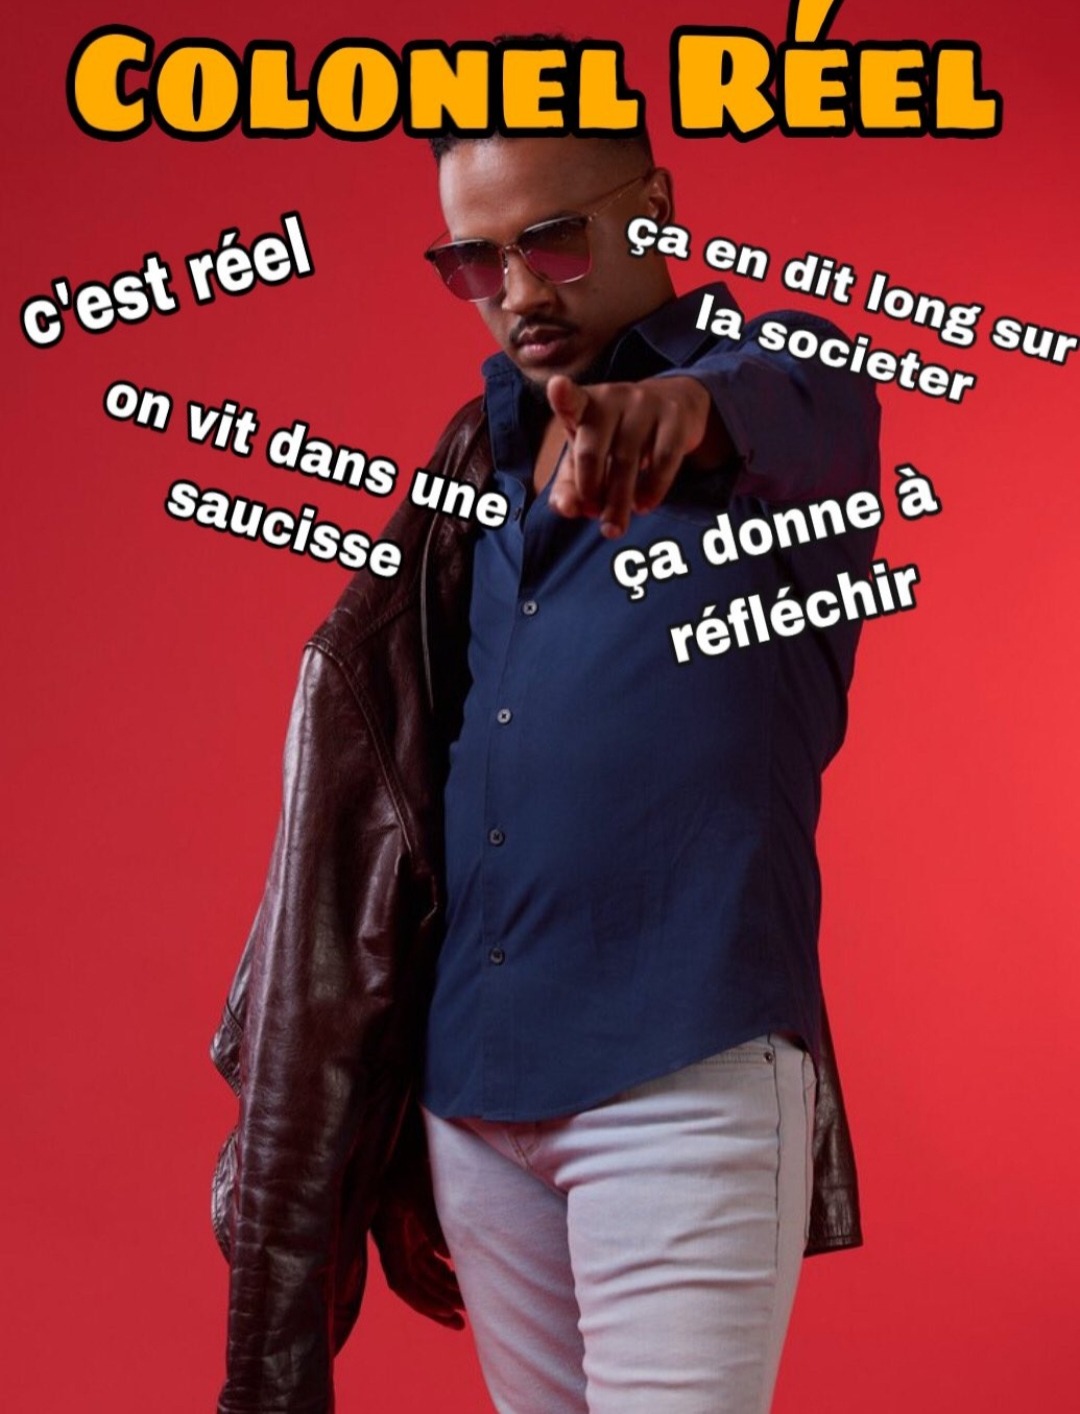 COLONEL RÉEL
c'est réel
ça en dit long sur
la societer
on vit dans une
saucisse
ça donne à
réfléchir